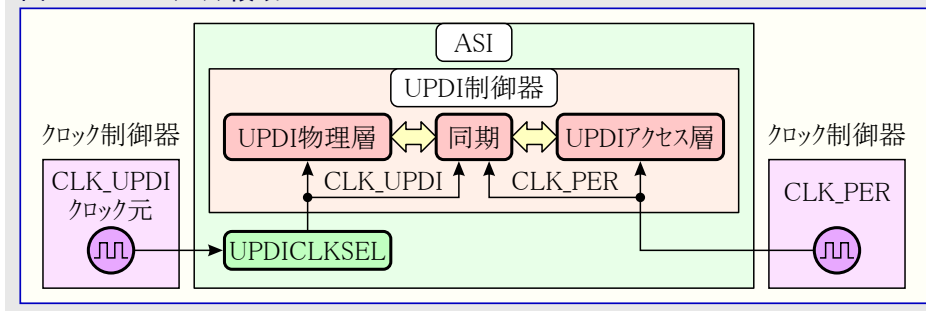 ASI
UPDI制御器
クロック制御器
UPDI物理層
同期
UPDIアクセス層
クロック制御器
CLK_UPDI
クロック元
CLK_UPDI
CLK_PER
CLK_PER
UPDICLKSEL